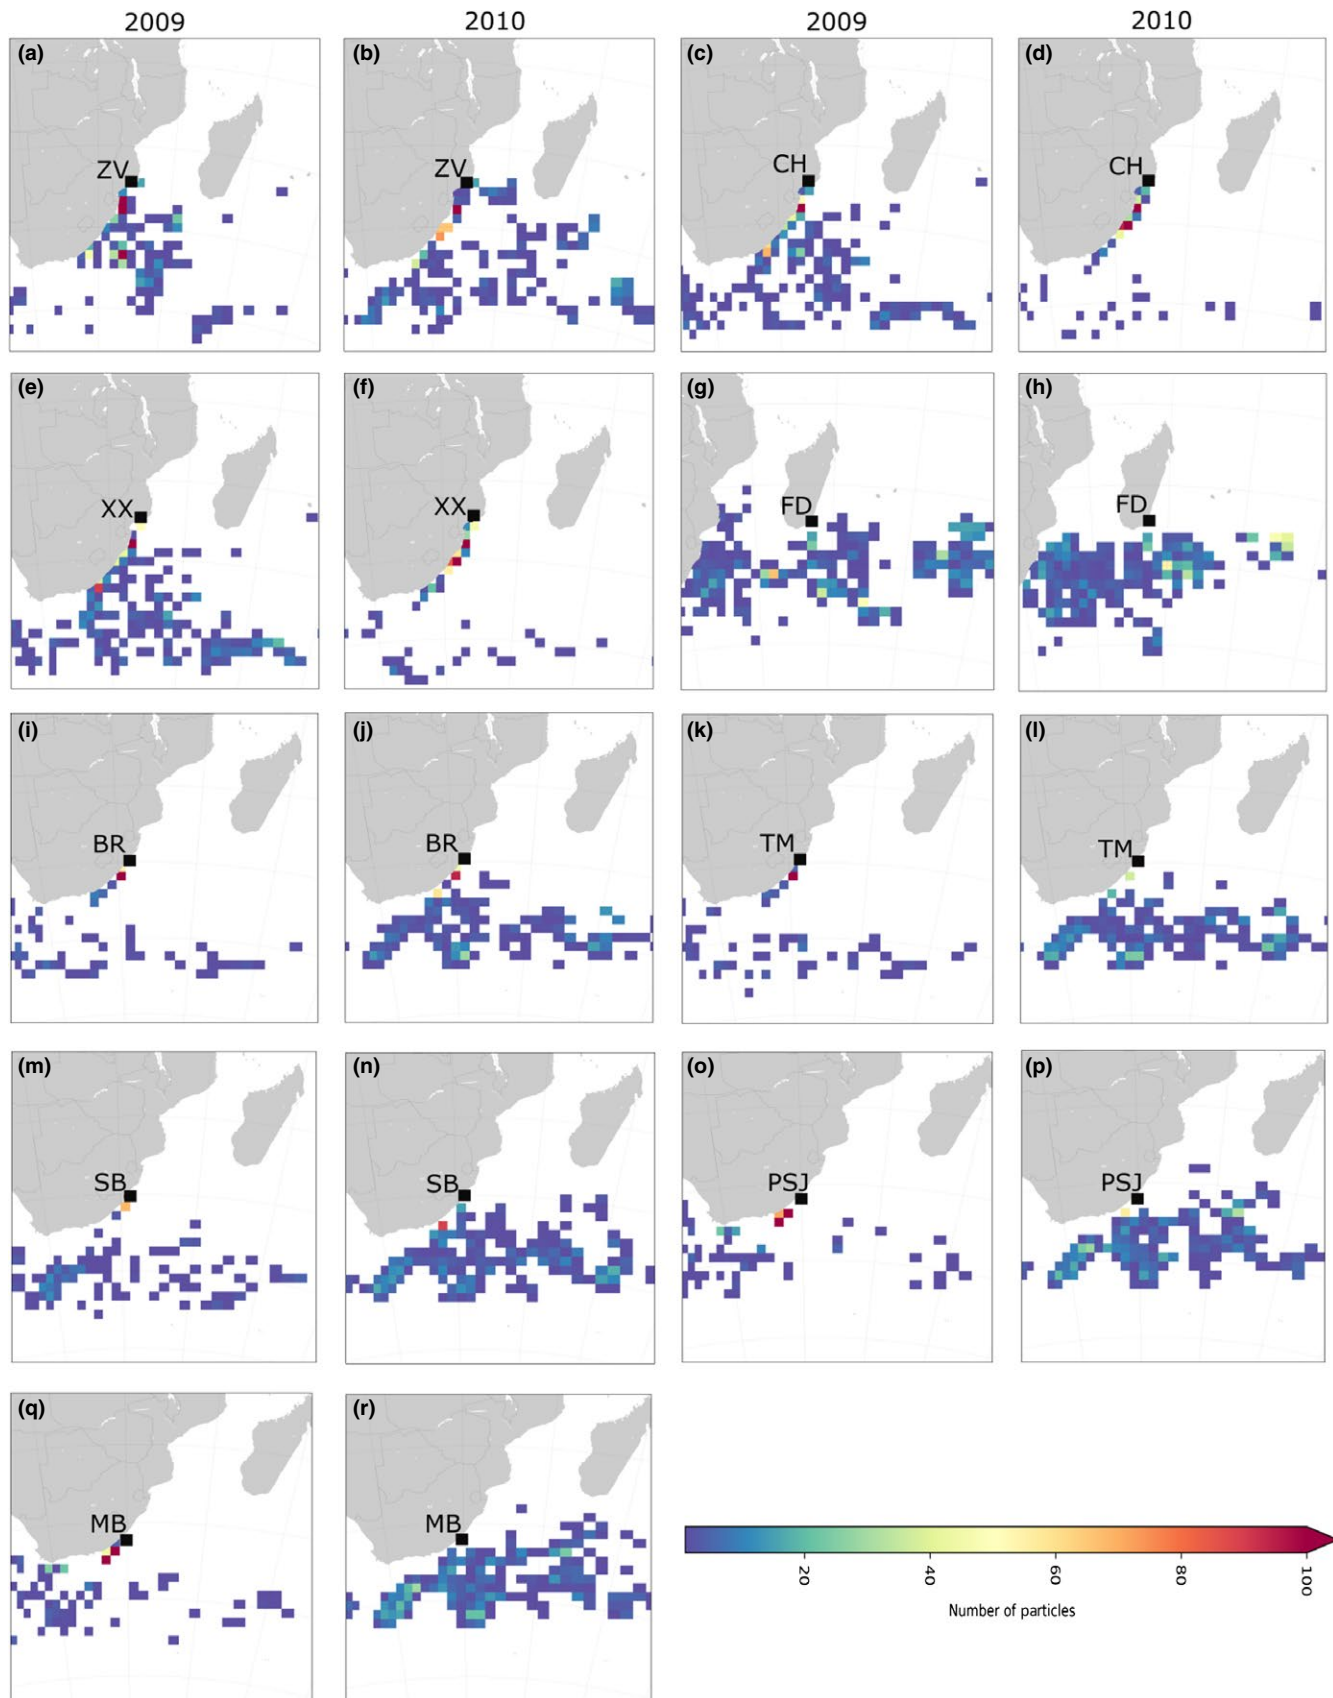 2009 2010 2009 2010
(a) (b) (c) (d)
ZV ZV CH CH
(e) (f) (g) (h)
XX XX FD FD
(i) (j) (k) (l)
BR BR TM TM
(m) (n) (o) (p)
SB SB PSJ PSJ
(q) (r)
MB MB
20 40 60 80 100
Number of particles